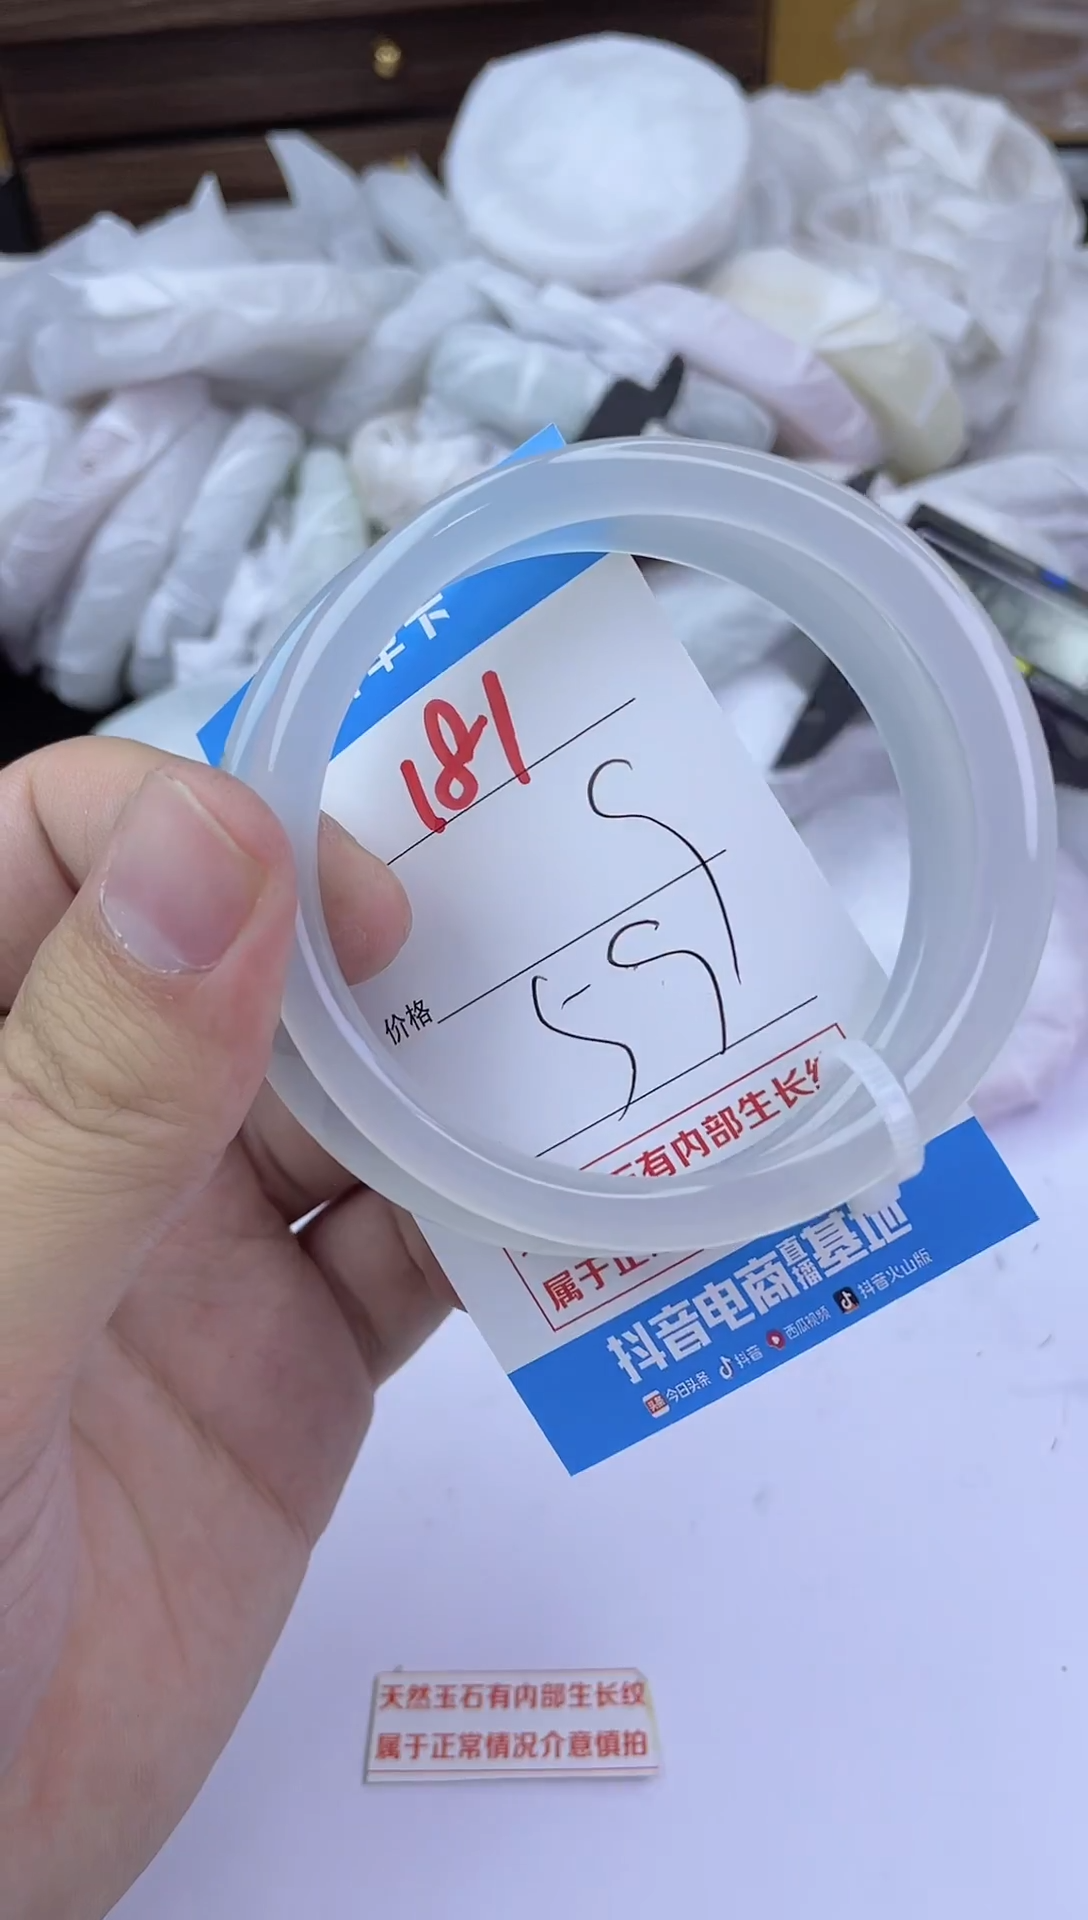 卡
181
价格
有内部生长纟
属于正
抖音电商直播基地
今日头条 抖音 西瓜视频 抖音火山版
天然玉石有内部生长纹
属于正常情况介意慎拍